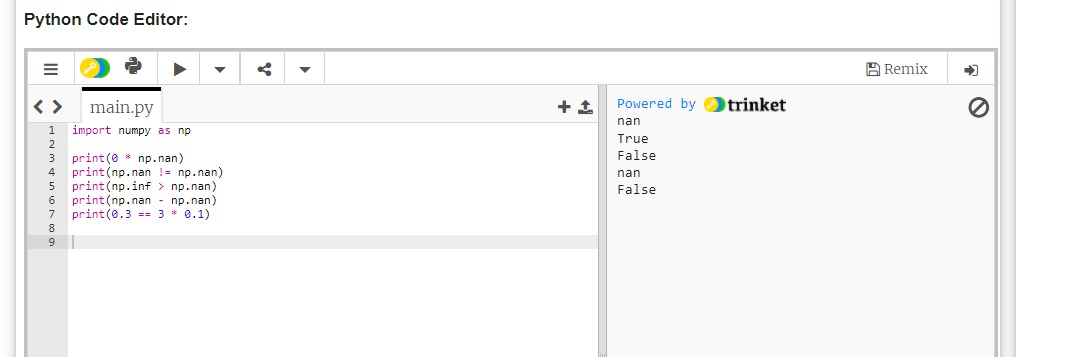 Python Code Editor:
Remix
main.py
1 import numpy as np
2
3 print(0 * np.nan)
4 print(np.nan != np.nan)
5 print(np.inf > np.nan)
6 print(np.nan - np.nan)
7 print(0.3 == 3 * 0.1)
8
9
Powered by trinket
nan
True
False
nan
False